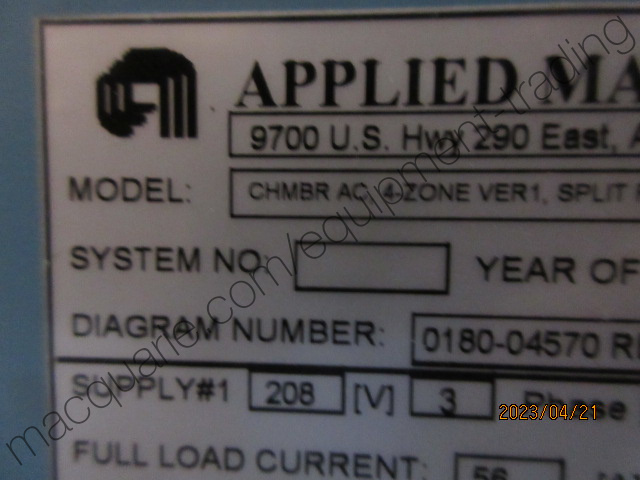 APPLIED MA
9700 U.S. Hwy 290 East, A
MODEL: CHMBR AC, 4-ZONE VER1, SPLIT
SYSTEM NO: YEAR OF
DIAGRAM NUMBER: 0180-04570 R
SUPPLY#1 208 [V] 3 Phase
2023/04/21
FULL LOAD CURRENT: 56
macquarie.com/equipment-trading